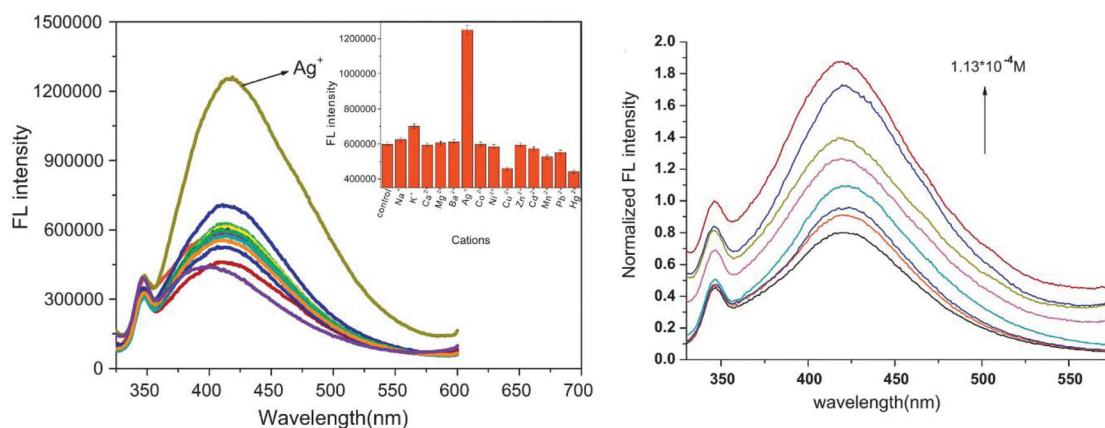 1500000
1200000
900000
600000
300000
0
FL intensity
350 400 450 500 550 600 650 700
Wavelength(nm)
Ag⁺
1200000
1000000
800000
600000
400000
FL intensity
control Na⁺ K⁺ Ca²⁺ Mg²⁺ Ba²⁺ Ag⁺ Co²⁺ Ni²⁺ Cu²⁺ Zn²⁺ Cd²⁺ Mn²⁺ Pb²⁺ Hg²⁺
Cations
2.0
1.8
1.6
1.4
1.2
1.0
0.8
0.6
0.4
0.2
0.0
Normalized FL intensity
350 400 450 500 550
wavelength(nm)
1.13*10⁻⁴M